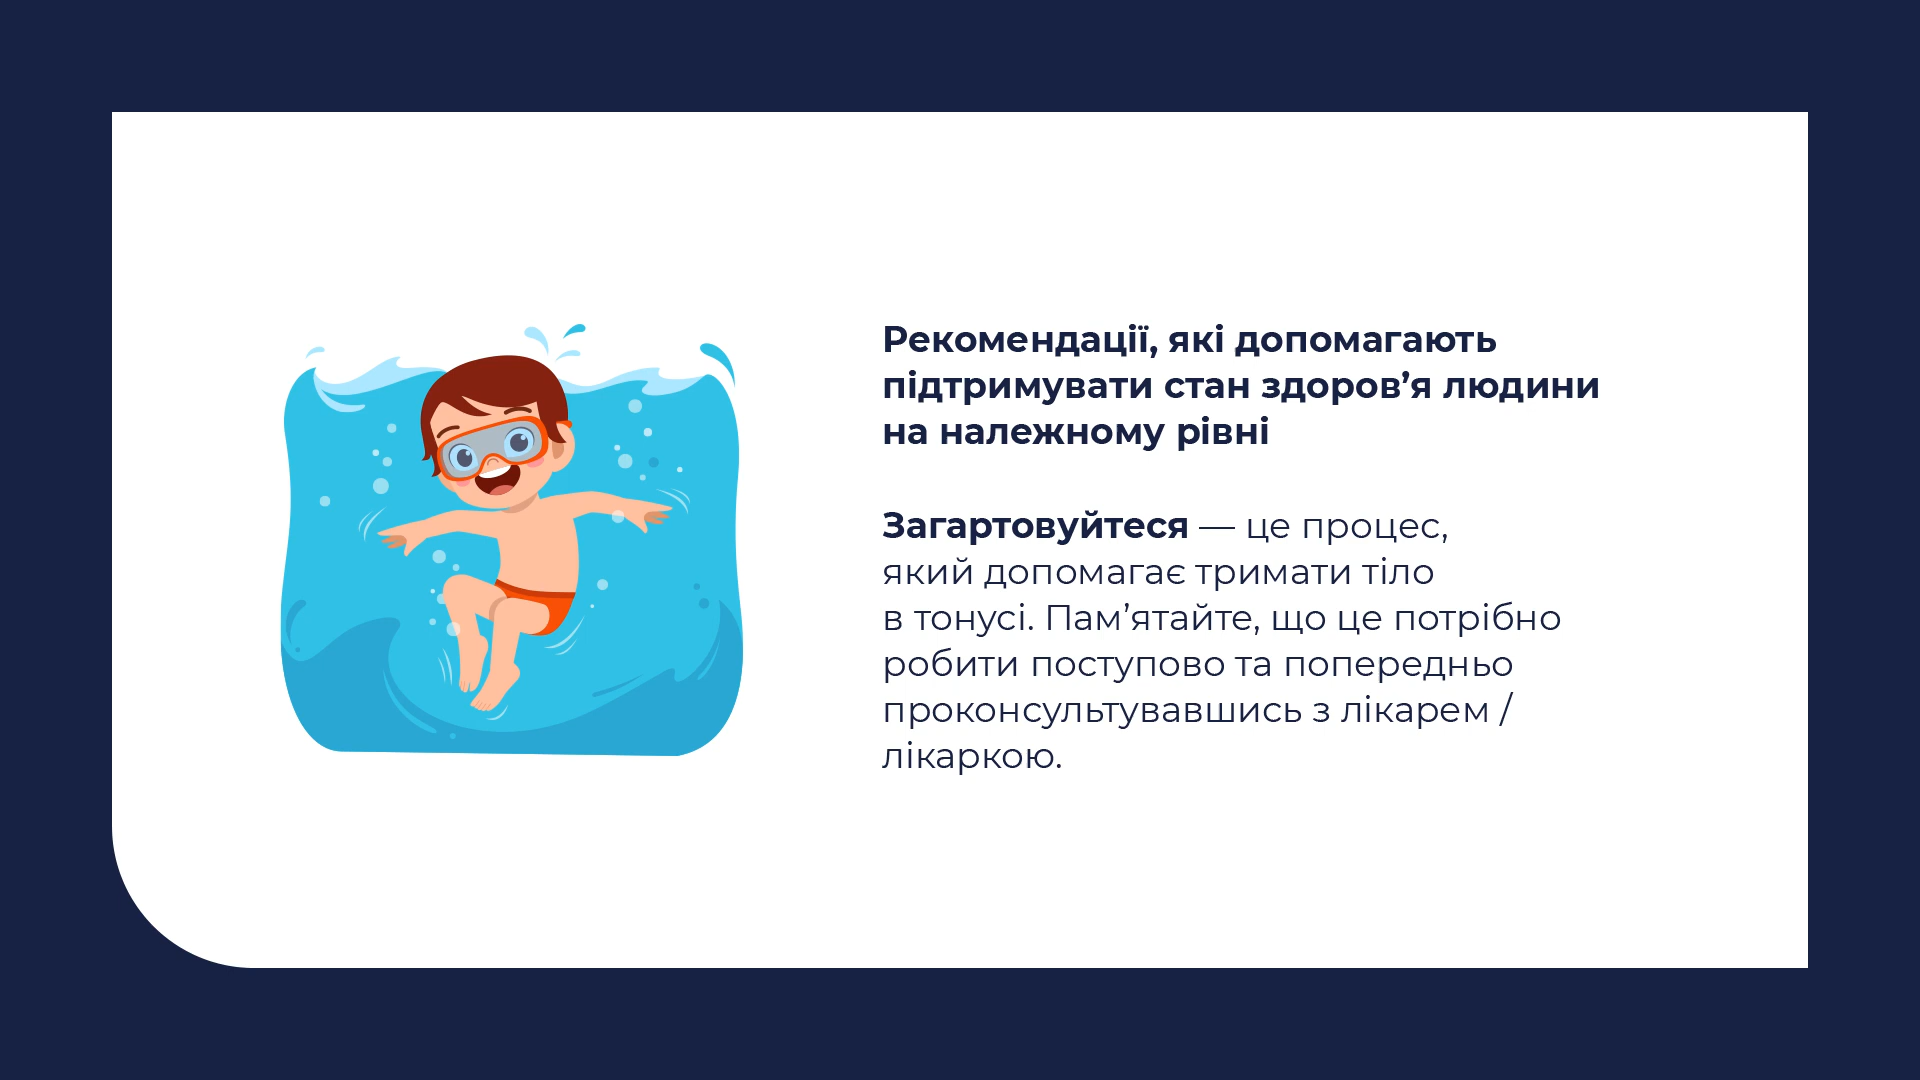 Рекомендації, які допомагають
підтримувати стан здоров’я людини
на належному рівні
Загартовуйтеся — це процес,
який допомагає тримати тіло
в тонусі. Пам’ятайте, що це потрібно
робити поступово та попередньо
проконсультувавшись з лікарем /
лікаркою.